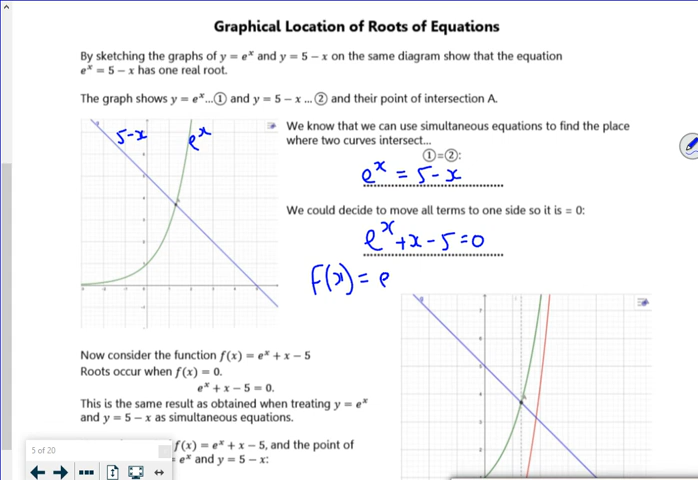 Graphical Location of Roots of Equations
By sketching the graphs of y = eˣ and y = 5 − x on the same diagram show that the equation
eˣ = 5 − x has one real root.
The graph shows y = eˣ...① and y = 5 − x ... ② and their point of intersection A.
5-x
eˣ
We know that we can use simultaneous equations to find the place
where two curves intersect...
①=②:
eˣ = 5 - x
We could decide to move all terms to one side so it is = 0:
eˣ + x - 5 = 0
f(x) = e
Now consider the function f(x) = eˣ + x − 5
Roots occur when f(x) = 0.
eˣ + x − 5 = 0.
This is the same result as obtained when treating y = eˣ
and y = 5 − x as simultaneous equations.
f(x) = eˣ + x − 5, and the point of
= eˣ and y = 5 − x:
5 of 20